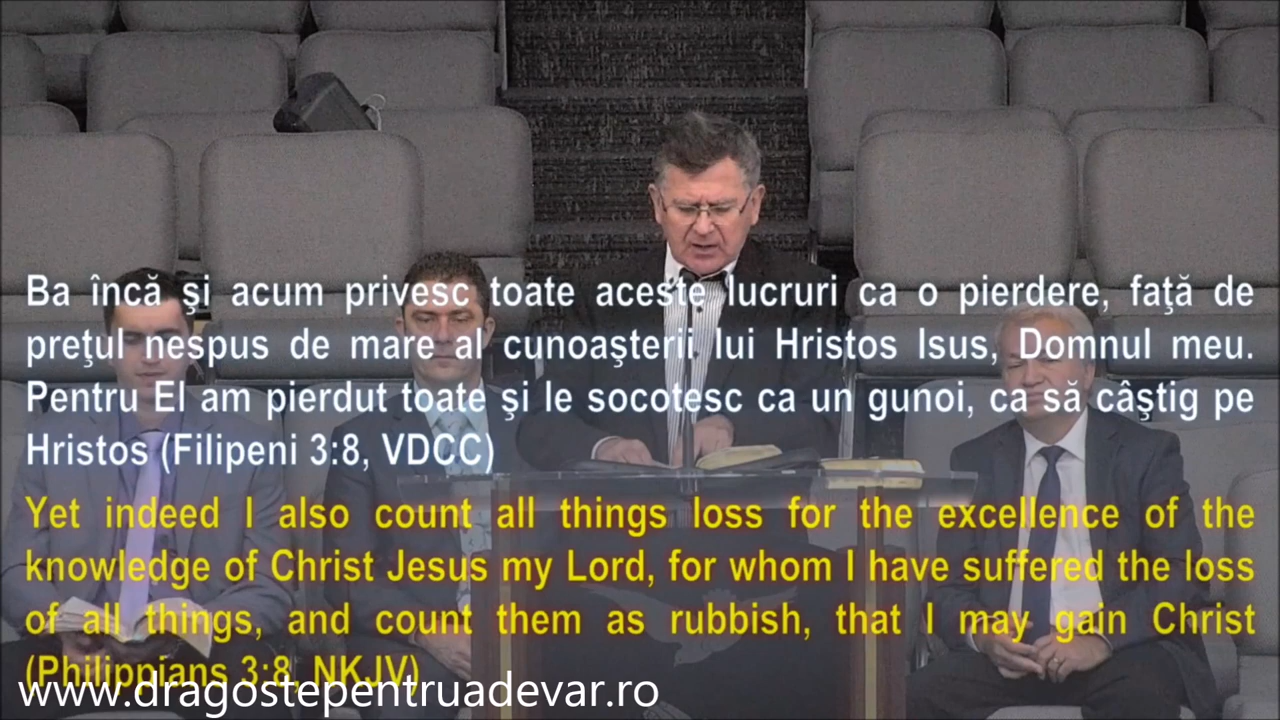 Ba încă şi acum privesc toate aceste lucruri ca o pierdere, faţă de
preţul nespus de mare al cunoaşterii lui Hristos Isus, Domnul meu.
Pentru El am pierdut toate şi le socotesc ca un gunoi, ca să câştig pe
Hristos (Filipeni 3:8, VDCC)
Yet indeed I also count all things loss for the excellence of the
knowledge of Christ Jesus my Lord, for whom I have suffered the loss
of all things, and count them as rubbish, that I may gain Christ
(Philippians 3:8, NKJV)
www.dragostepentruadevar.ro